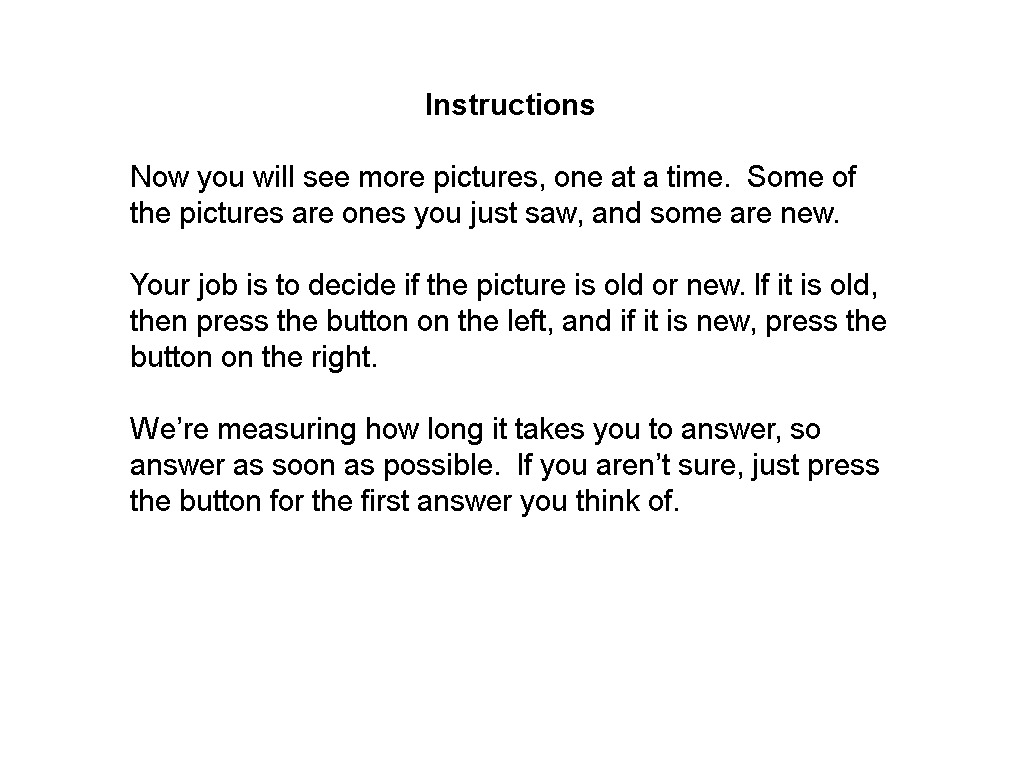 Instructions
Now you will see more pictures, one at a time.  Some of
the pictures are ones you just saw, and some are new.
Your job is to decide if the picture is old or new. If it is old,
then press the button on the left, and if it is new, press the
button on the right.
We’re measuring how long it takes you to answer, so
answer as soon as possible.  If you aren’t sure, just press
the button for the first answer you think of.